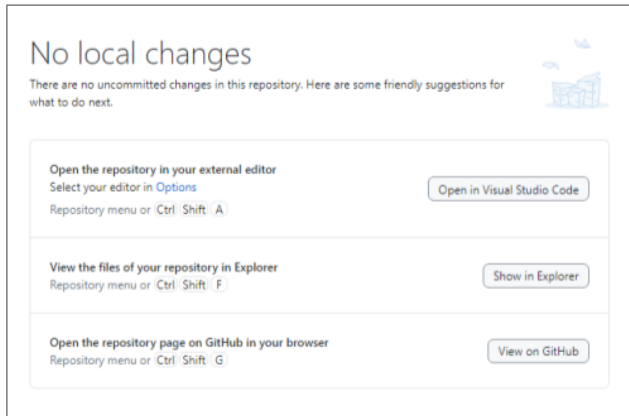 No local changes
There are no uncommitted changes in this repository. Here are some friendly suggestions for
what to do next.
Open the repository in your external editor
Select your editor in Options
Repository menu or Ctrl Shift A
Open in Visual Studio Code
View the files of your repository in Explorer
Repository menu or Ctrl Shift F
Show in Explorer
Open the repository page on GitHub in your browser
Repository menu or Ctrl Shift G
View on GitHub